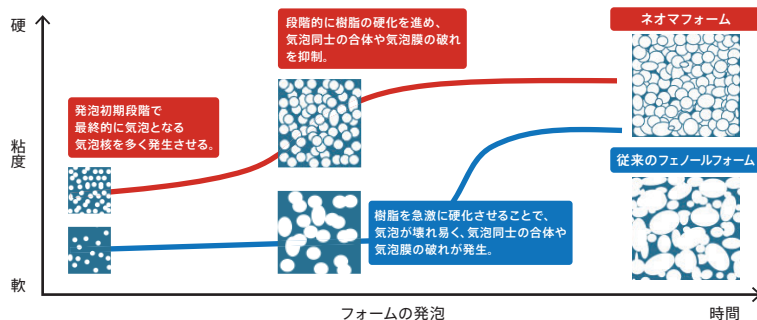 硬
粘度
軟
発泡初期段階で
最終的に気泡となる
気泡核を多く発生させる。
段階的に樹脂の硬化を進め、
気泡同士の合体や気泡膜の破れ
を抑制。
ネオマフォーム
従来のフェノールフォーム
樹脂を急激に硬化させることで、
気泡が壊れ易く、気泡同士の合体や
気泡膜の破れが発生。
フォームの発泡
時間